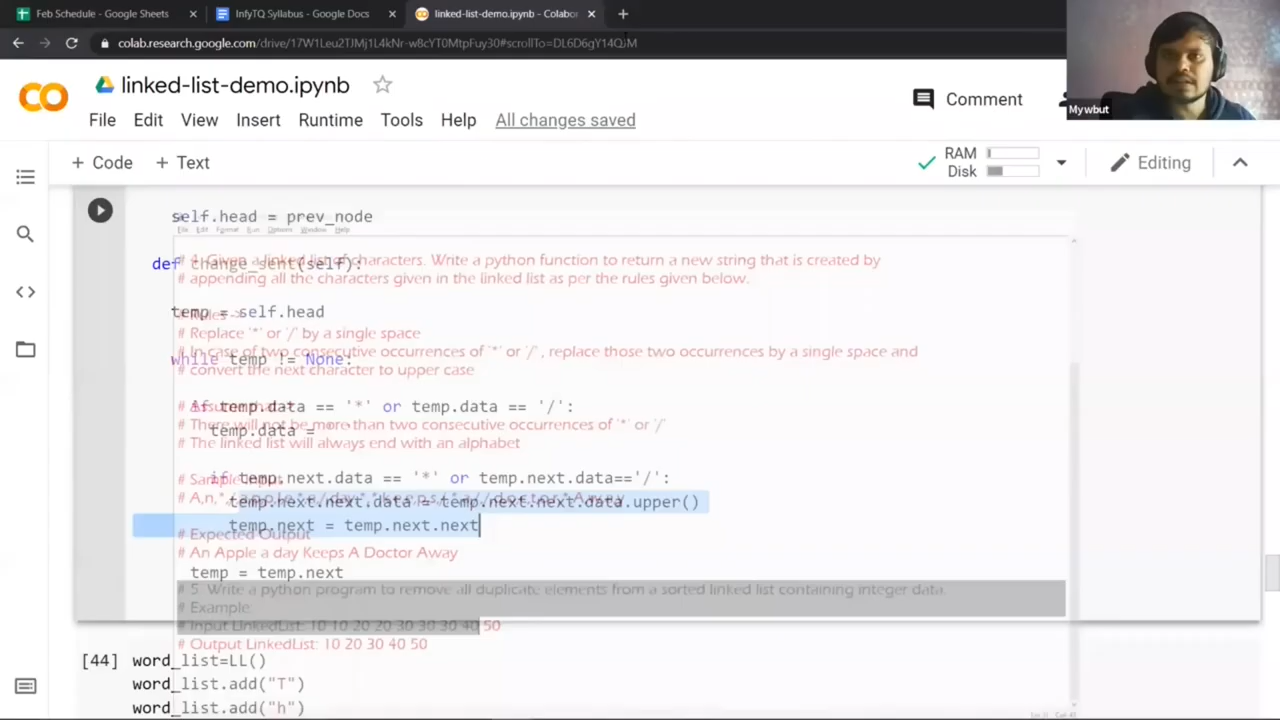 Feb Schedule - Google Sheets
InfyTQ Syllabus - Google Docs
linked-list-demo.ipynb - Colabor
colab.research.google.com/drive/17W1Leu2TJMj1L4kNr-w8cYT0MtpFuy30#scrollTo=DL6D6gY14QJM
Mywbut
linked-list-demo.ipynb
File Edit View Insert Runtime Tools Help All changes saved
Comment
+ Code + Text
RAM
Disk
Editing
self.head = prev_node
File Edit Format Run Options Window Help
# 4 Given a linked list of characters. Write a python function to return a new string that is created by
def change_sent(self):
# appending all the characters given in the linked list as per the rules given below.
temp = self.head
# Rules ->
# Replace '*' or '/' by a single space
# In case of two consecutive occurrences of '*' or '/' , replace those two occurrences by a single space and
while temp != None:
# convert the next character to upper case
if temp.data == '*' or temp.data == '/':
# There will not be more than two consecutive occurrences of '*' or '/'
temp.data = ' '
# The linked list will always end with an alphabet
if temp.next.data == '*' or temp.next.data=='/':
# Sample Input
temp.next.next.data = temp.next.next.data.upper()
temp.next = temp.next.next
# Expected Output
# An Apple a day Keeps A Doctor Away
temp = temp.next
# 5 Write a python program to remove all duplicate elements from a sorted linked list containing integer data.
# Example
# Input LinkedList: 10 10 20 20 30 30 30 40 50
# Output LinkedList: 10 20 30 40 50
[44] word_list=LL()
word_list.add("T")
word_list.add("h")